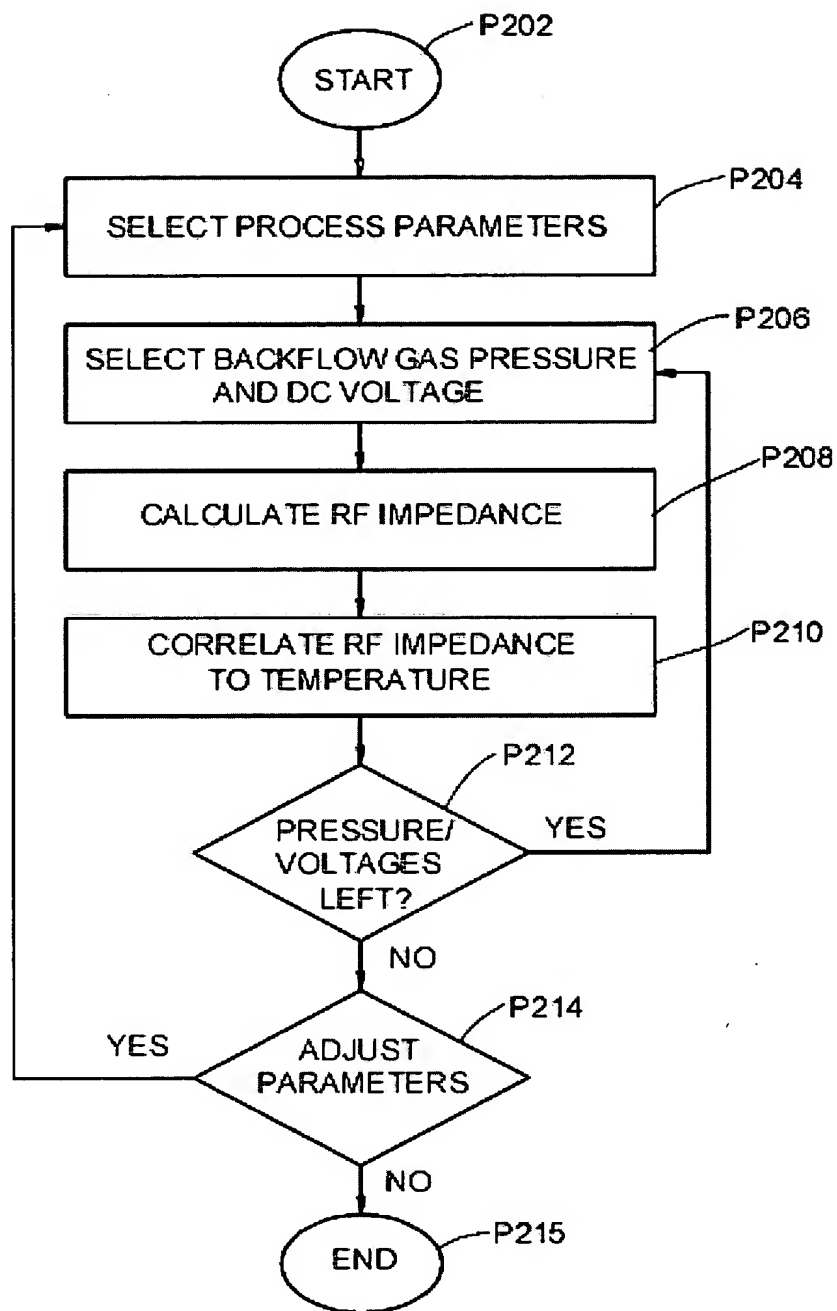 P202
START
P204
SELECT PROCESS PARAMETERS
P206
SELECT BACKFLOW GAS PRESSURE
AND DC VOLTAGE
P208
CALCULATE RF IMPEDANCE
P210
CORRELATE RF IMPEDANCE
TO TEMPERATURE
P212
PRESSURE/
VOLTAGES
LEFT?
YES
NO
P214
YES
ADJUST
PARAMETERS
NO
P215
END